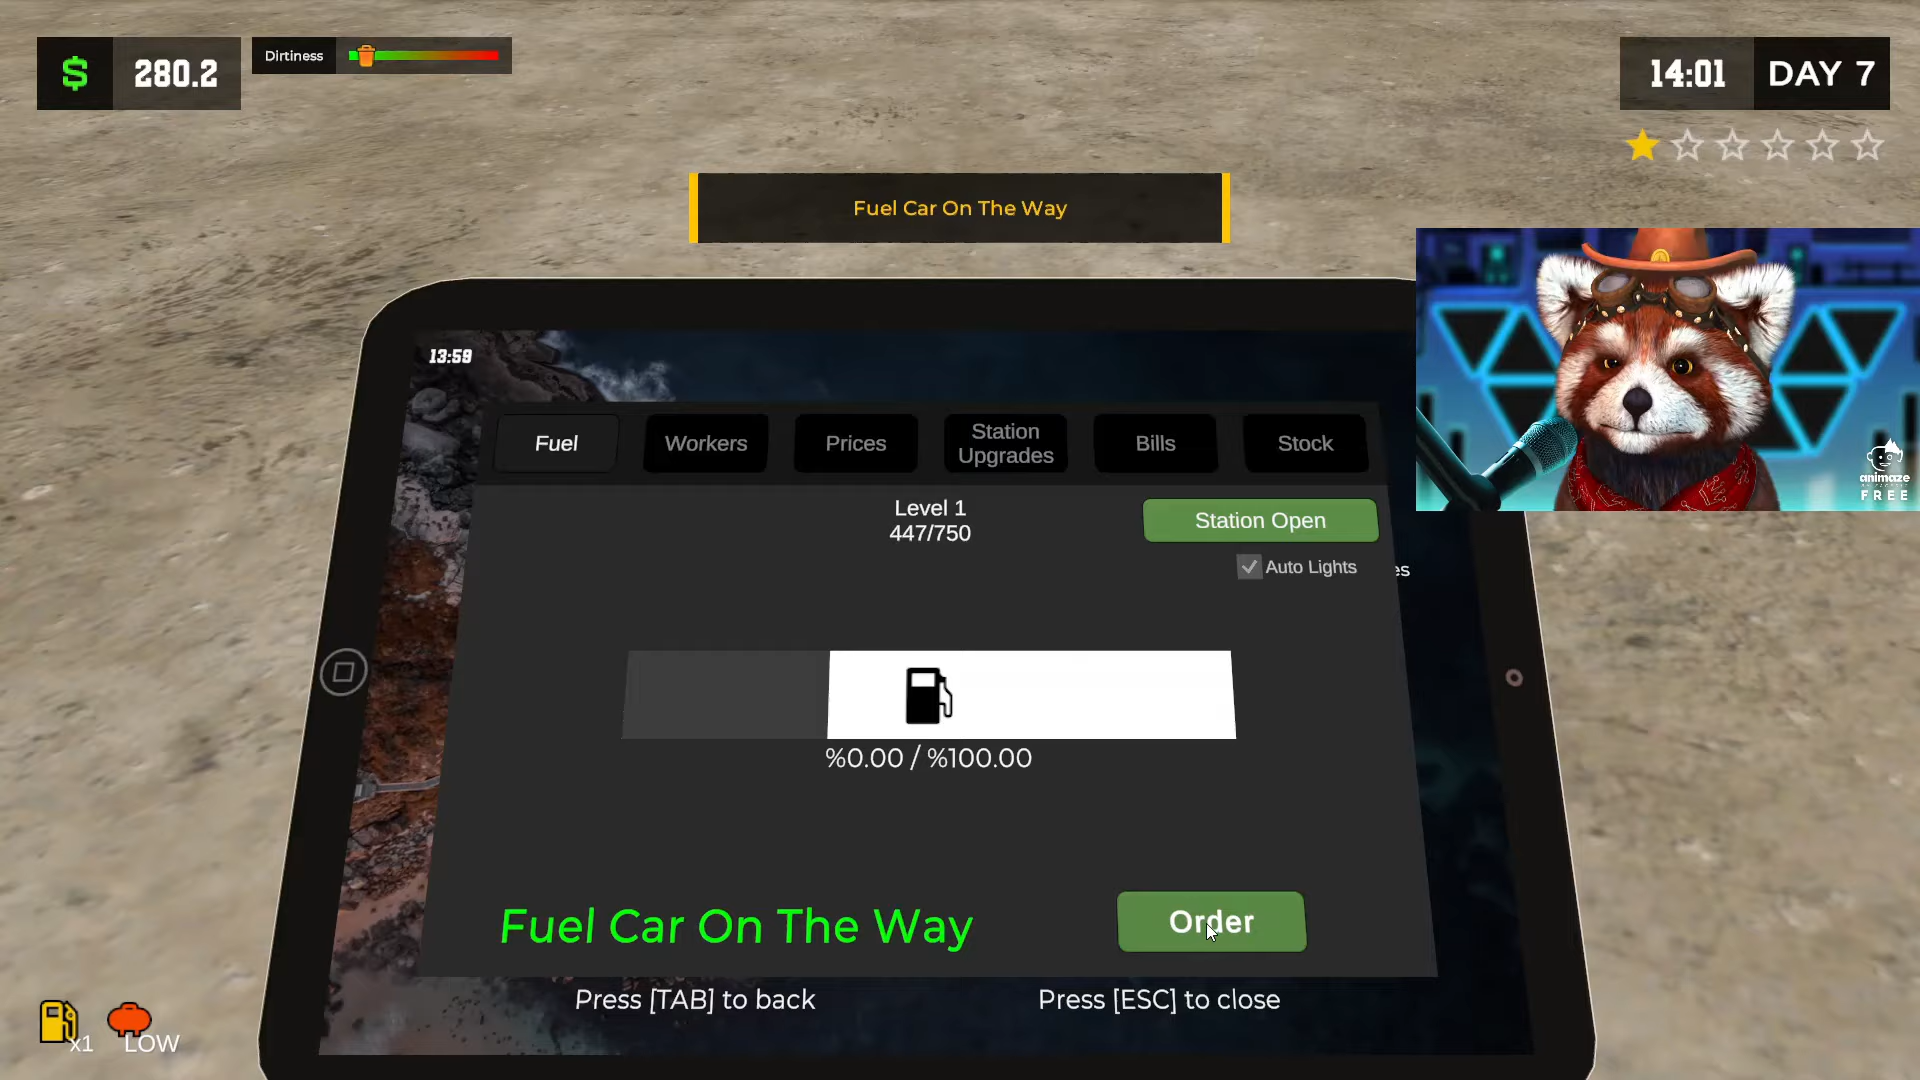 $ 280.2
Dirtiness
14:01 DAY 7
Fuel Car On The Way
13:59
Fuel Workers Prices Station Upgrades Bills Stock
Level 1
447/750
Station Open
Auto Lights
es
%0.00 / %100.00
Fuel Car On The Way
Order
Press [TAB] to back
Press [ESC] to close
x1
LOW
animaze
FREE